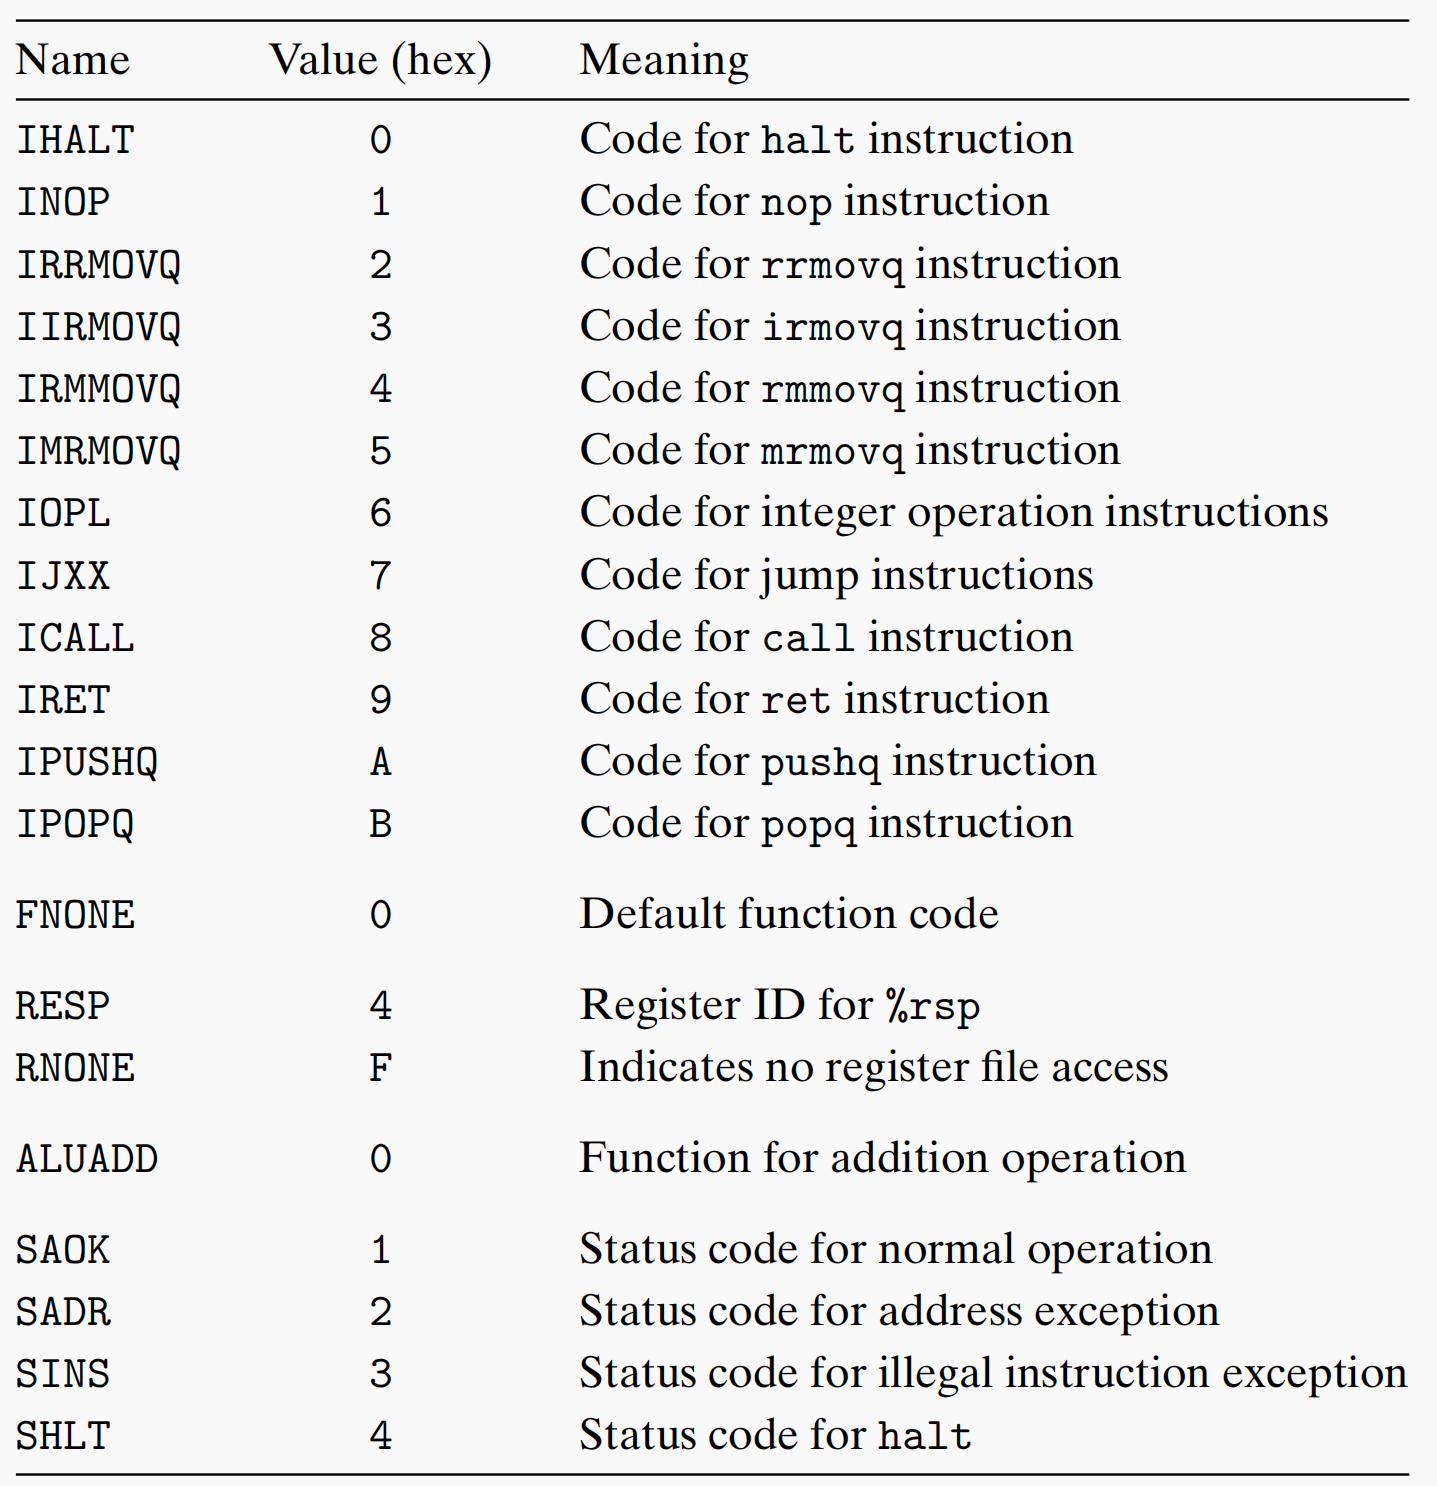 Name Value (hex) Meaning
IHALT 0 Code for halt instruction
INOP 1 Code for nop instruction
IRRMOVQ 2 Code for rrmovq instruction
IIRMOVQ 3 Code for irmovq instruction
IRMMOVQ 4 Code for rmmovq instruction
IMRMOVQ 5 Code for mrmovq instruction
IOPL 6 Code for integer operation instructions
IJXX 7 Code for jump instructions
ICALL 8 Code for call instruction
IRET 9 Code for ret instruction
IPUSHQ A Code for pushq instruction
IPOPQ B Code for popq instruction
FNONE 0 Default function code
RESP 4 Register ID for %rsp
RNONE F Indicates no register file access
ALUADD 0 Function for addition operation
SAOK 1 Status code for normal operation
SADR 2 Status code for address exception
SINS 3 Status code for illegal instruction exception
SHLT 4 Status code for halt